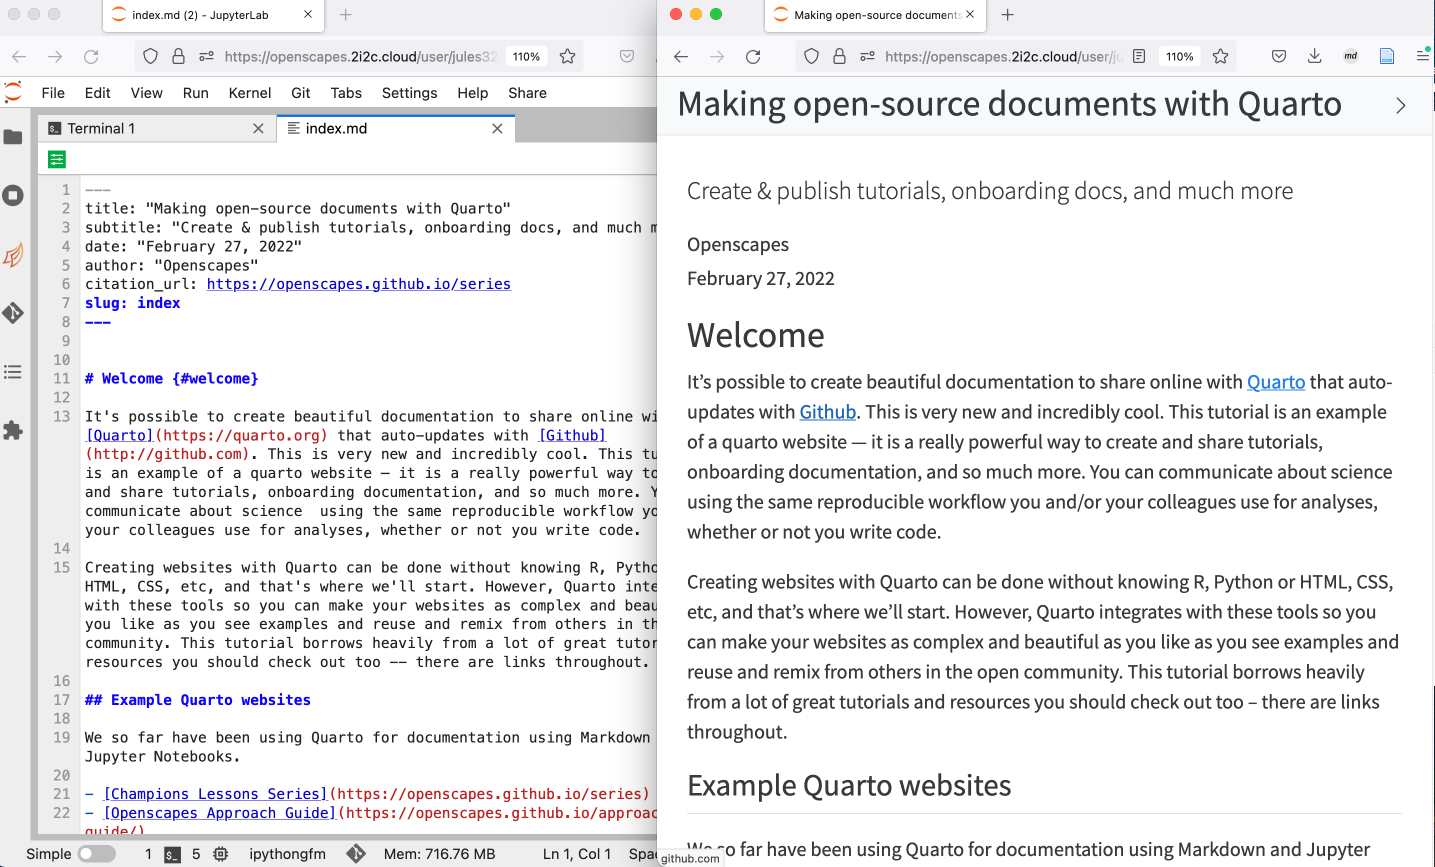 index.md (2) - JupyterLab
https://openscapes.2i2c.cloud/user/jules32
110%
File Edit View Run Kernel Git Tabs Settings Help Share
Terminal 1
index.md
1 ---
2 title: "Making open-source documents with Quarto"
3 subtitle: "Create & publish tutorials, onboarding docs, and much m
4 date: "February 27, 2022"
5 author: "Openscapes"
6 citation_url: https://openscapes.github.io/series
7 slug: index
8 ---
9
10
11 # Welcome {#welcome}
12
13 It's possible to create beautiful documentation to share online wi
[Quarto](https://quarto.org) that auto-updates with [Github]
(http://github.com). This is very new and incredibly cool. This tu
is an example of a quarto website — it is a really powerful way to
and share tutorials, onboarding documentation, and so much more. Y
communicate about science  using the same reproducible workflow yo
your colleagues use for analyses, whether or not you write code.
14
15 Creating websites with Quarto can be done without knowing R, Pytho
HTML, CSS, etc, and that's where we'll start. However, Quarto inte
with these tools so you can make your websites as complex and beau
you like as you see examples and reuse and remix from others in th
community. This tutorial borrows heavily from a lot of great tutor
resources you should check out too -- there are links throughout.
16
17 ## Example Quarto websites
18
19 We so far have been using Quarto for documentation using Markdown
Jupyter Notebooks.
20
21 - [Champions Lessons Series](https://openscapes.github.io/series)
22 - [Openscapes Approach Guide](https://openscapes.github.io/approac
guide/)
Simple 1 $_ 5 ipythongfm Mem: 716.76 MB Ln 1, Col 1 Spac
Making open-source documents
https://openscapes.2i2c.cloud/user/ju
110%
md
Making open-source documents with Quarto
Create & publish tutorials, onboarding docs, and much more
Openscapes
February 27, 2022
Welcome
It’s possible to create beautiful documentation to share online with Quarto that auto-
updates with Github. This is very new and incredibly cool. This tutorial is an example
of a quarto website — it is a really powerful way to create and share tutorials,
onboarding documentation, and so much more. You can communicate about science
using the same reproducible workflow you and/or your colleagues use for analyses,
whether or not you write code.
Creating websites with Quarto can be done without knowing R, Python or HTML, CSS,
etc, and that’s where we’ll start. However, Quarto integrates with these tools so you
can make your websites as complex and beautiful as you like as you see examples and
reuse and remix from others in the open community. This tutorial borrows heavily
from a lot of great tutorials and resources you should check out too – there are links
throughout.
Example Quarto websites
We so far have been using Quarto for documentation using Markdown and Jupyter
github.com